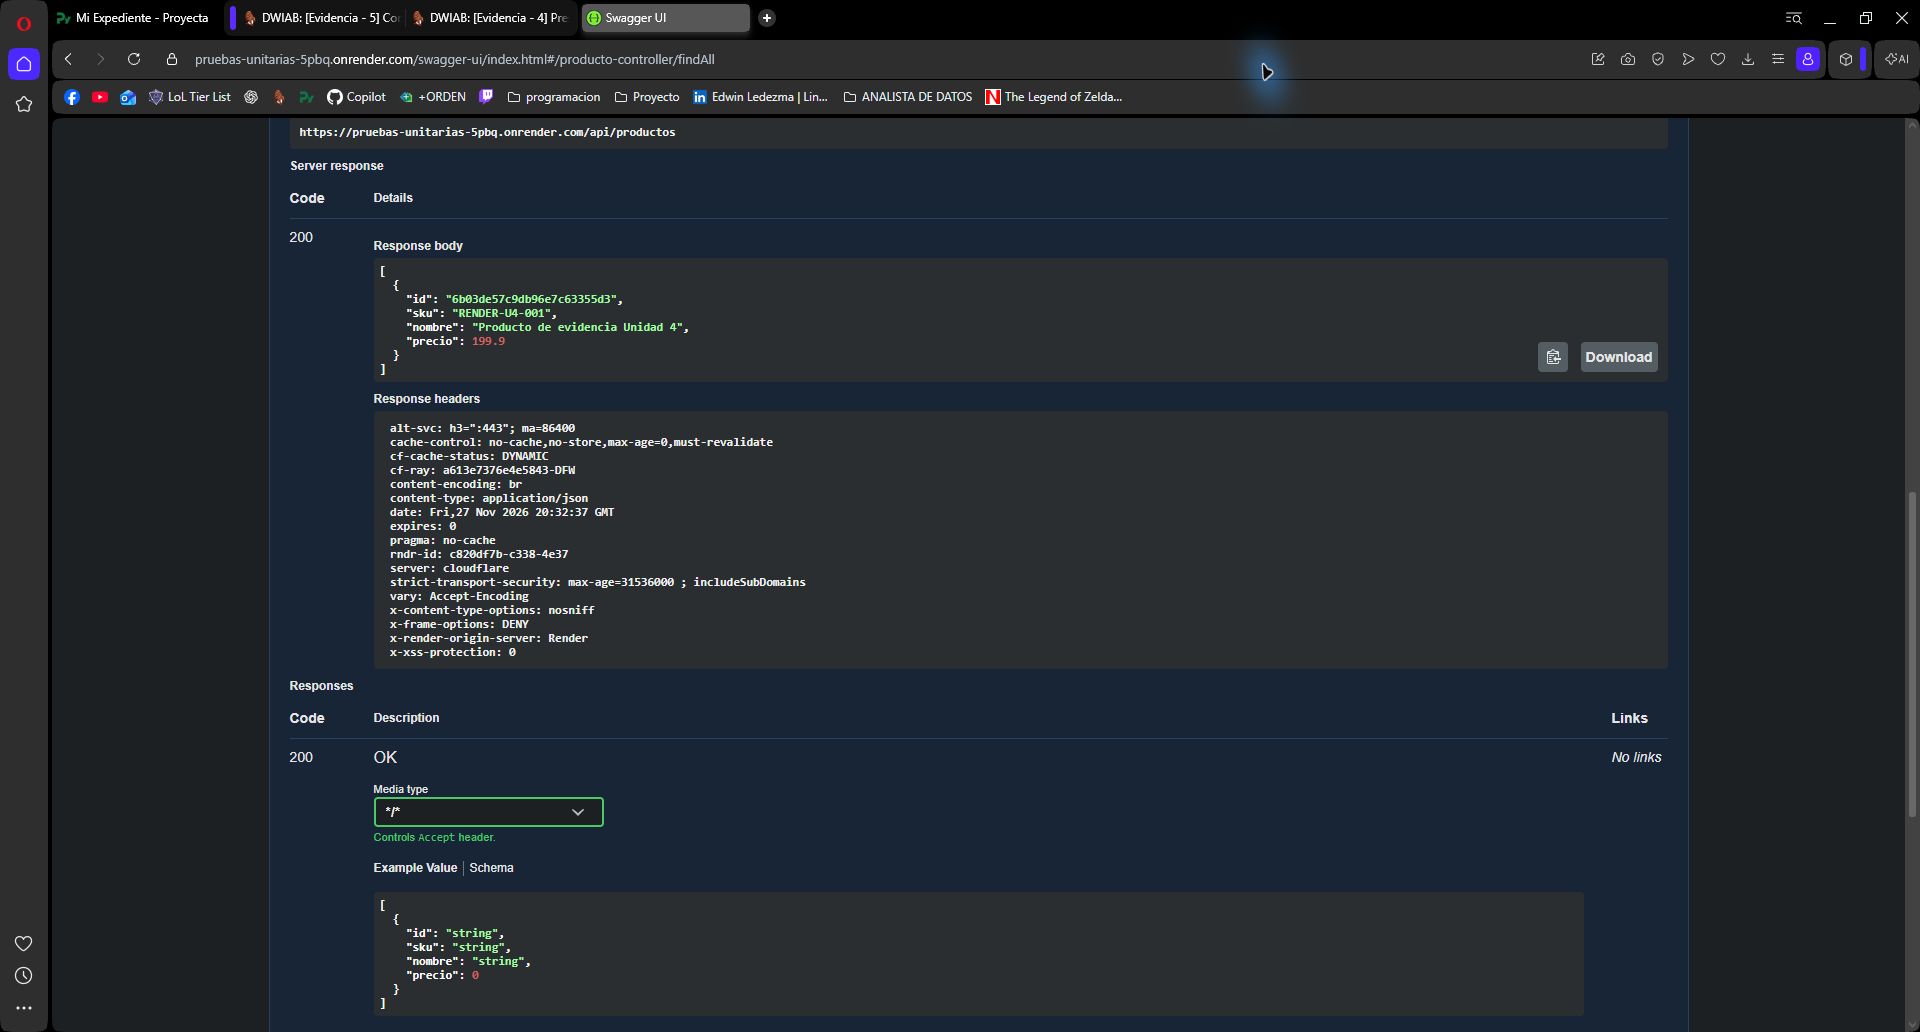 Mi Expediente - Proyecta
DWIAB: [Evidencia - 5] Cor
DWIAB: [Evidencia - 4] Pre
Swagger UI
pruebas-unitarias-5pbq.onrender.com/swagger-ui/index.html#/producto-controller/findAll
AI
LoL Tier List
Copilot
+ORDEN
programacion
Proyecto
Edwin Ledezma | Lin...
ANALISTA DE DATOS
The Legend of Zelda...
https://pruebas-unitarias-5pbq.onrender.com/api/productos
Server response
Code Details
200
Response body
[
{
"id": "6b03de57c9db96e7c63355d3",
"sku": "RENDER-U4-001",
"nombre": "Producto de evidencia Unidad 4",
"precio": 199.9
}
]
Download
Response headers
alt-svc: h3=":443"; ma=86400
cache-control: no-cache,no-store,max-age=0,must-revalidate
cf-cache-status: DYNAMIC
cf-ray: a613e7376e4e5843-DFW
content-encoding: br
content-type: application/json
date: Fri,27 Nov 2026 20:32:37 GMT
expires: 0
pragma: no-cache
rndr-id: c820df7b-c338-4e37
server: cloudflare
strict-transport-security: max-age=31536000 ; includeSubDomains
vary: Accept-Encoding
x-content-type-options: nosniff
x-frame-options: DENY
x-render-origin-server: Render
x-xss-protection: 0
Responses
Code Description Links
200 OK No links
Media type
*/*
Controls Accept header.
Example Value | Schema
[
{
"id": "string",
"sku": "string",
"nombre": "string",
"precio": 0
}
]